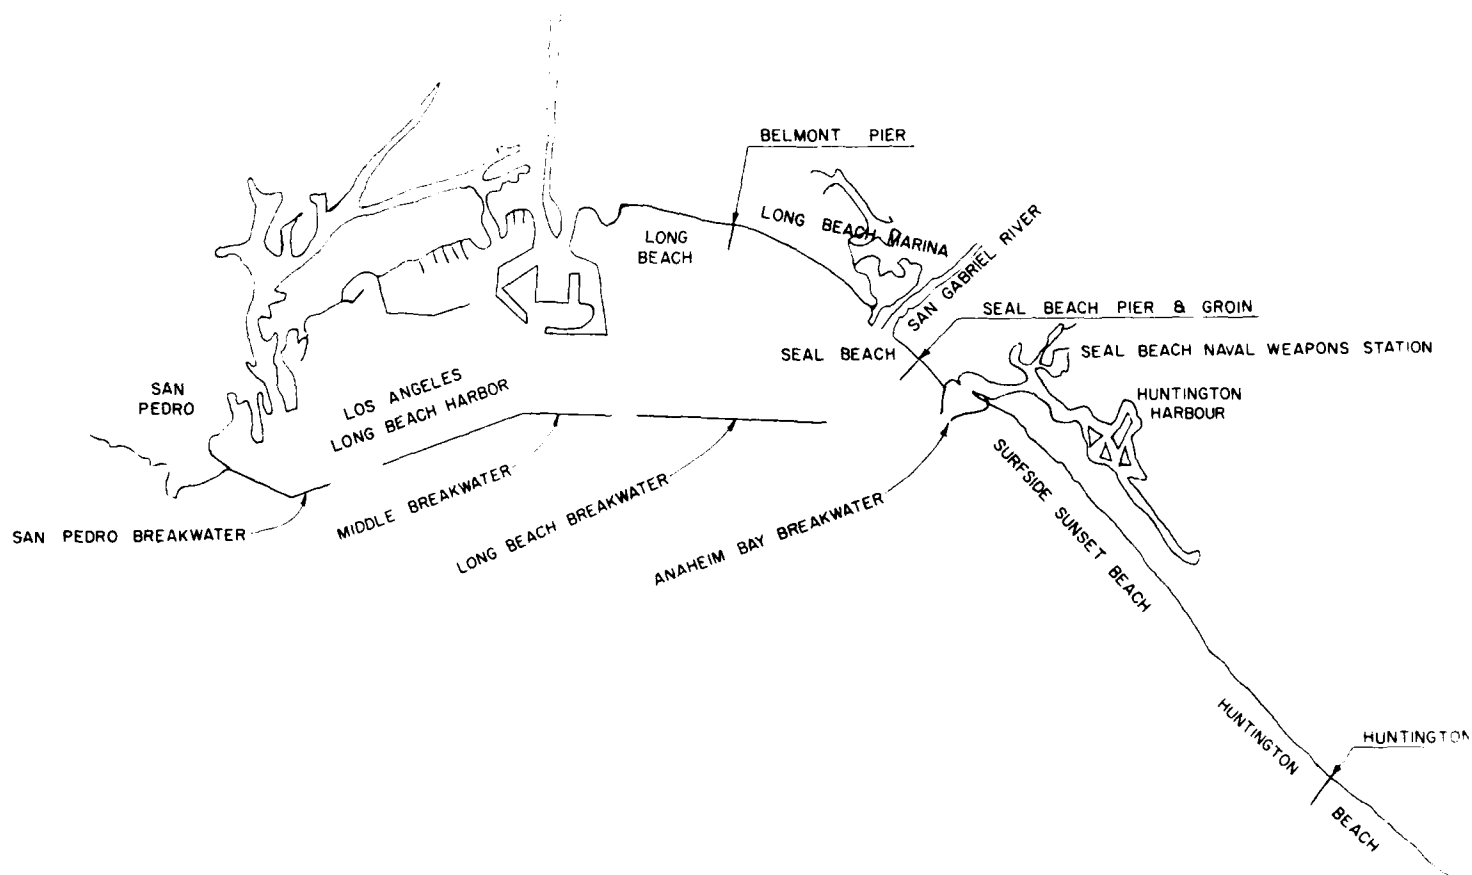 BELMONT PIER
LONG BEACH MARINA
LONG
BEACH
SAN GABRIEL RIVER
SEAL BEACH PIER & GROIN
SEAL BEACH
SEAL BEACH NAVAL WEAPONS STATION
SAN
PEDRO
LOS ANGELES
LONG BEACH HARBOR
HUNTINGTON
HARBOUR
SAN PEDRO BREAKWATER
MIDDLE BREAKWATER
LONG BEACH BREAKWATER
ANAHEIM BAY BREAKWATER
SURFSIDE SUNSET BEACH
HUNTINGTON
BEACH
HUNTINGTON